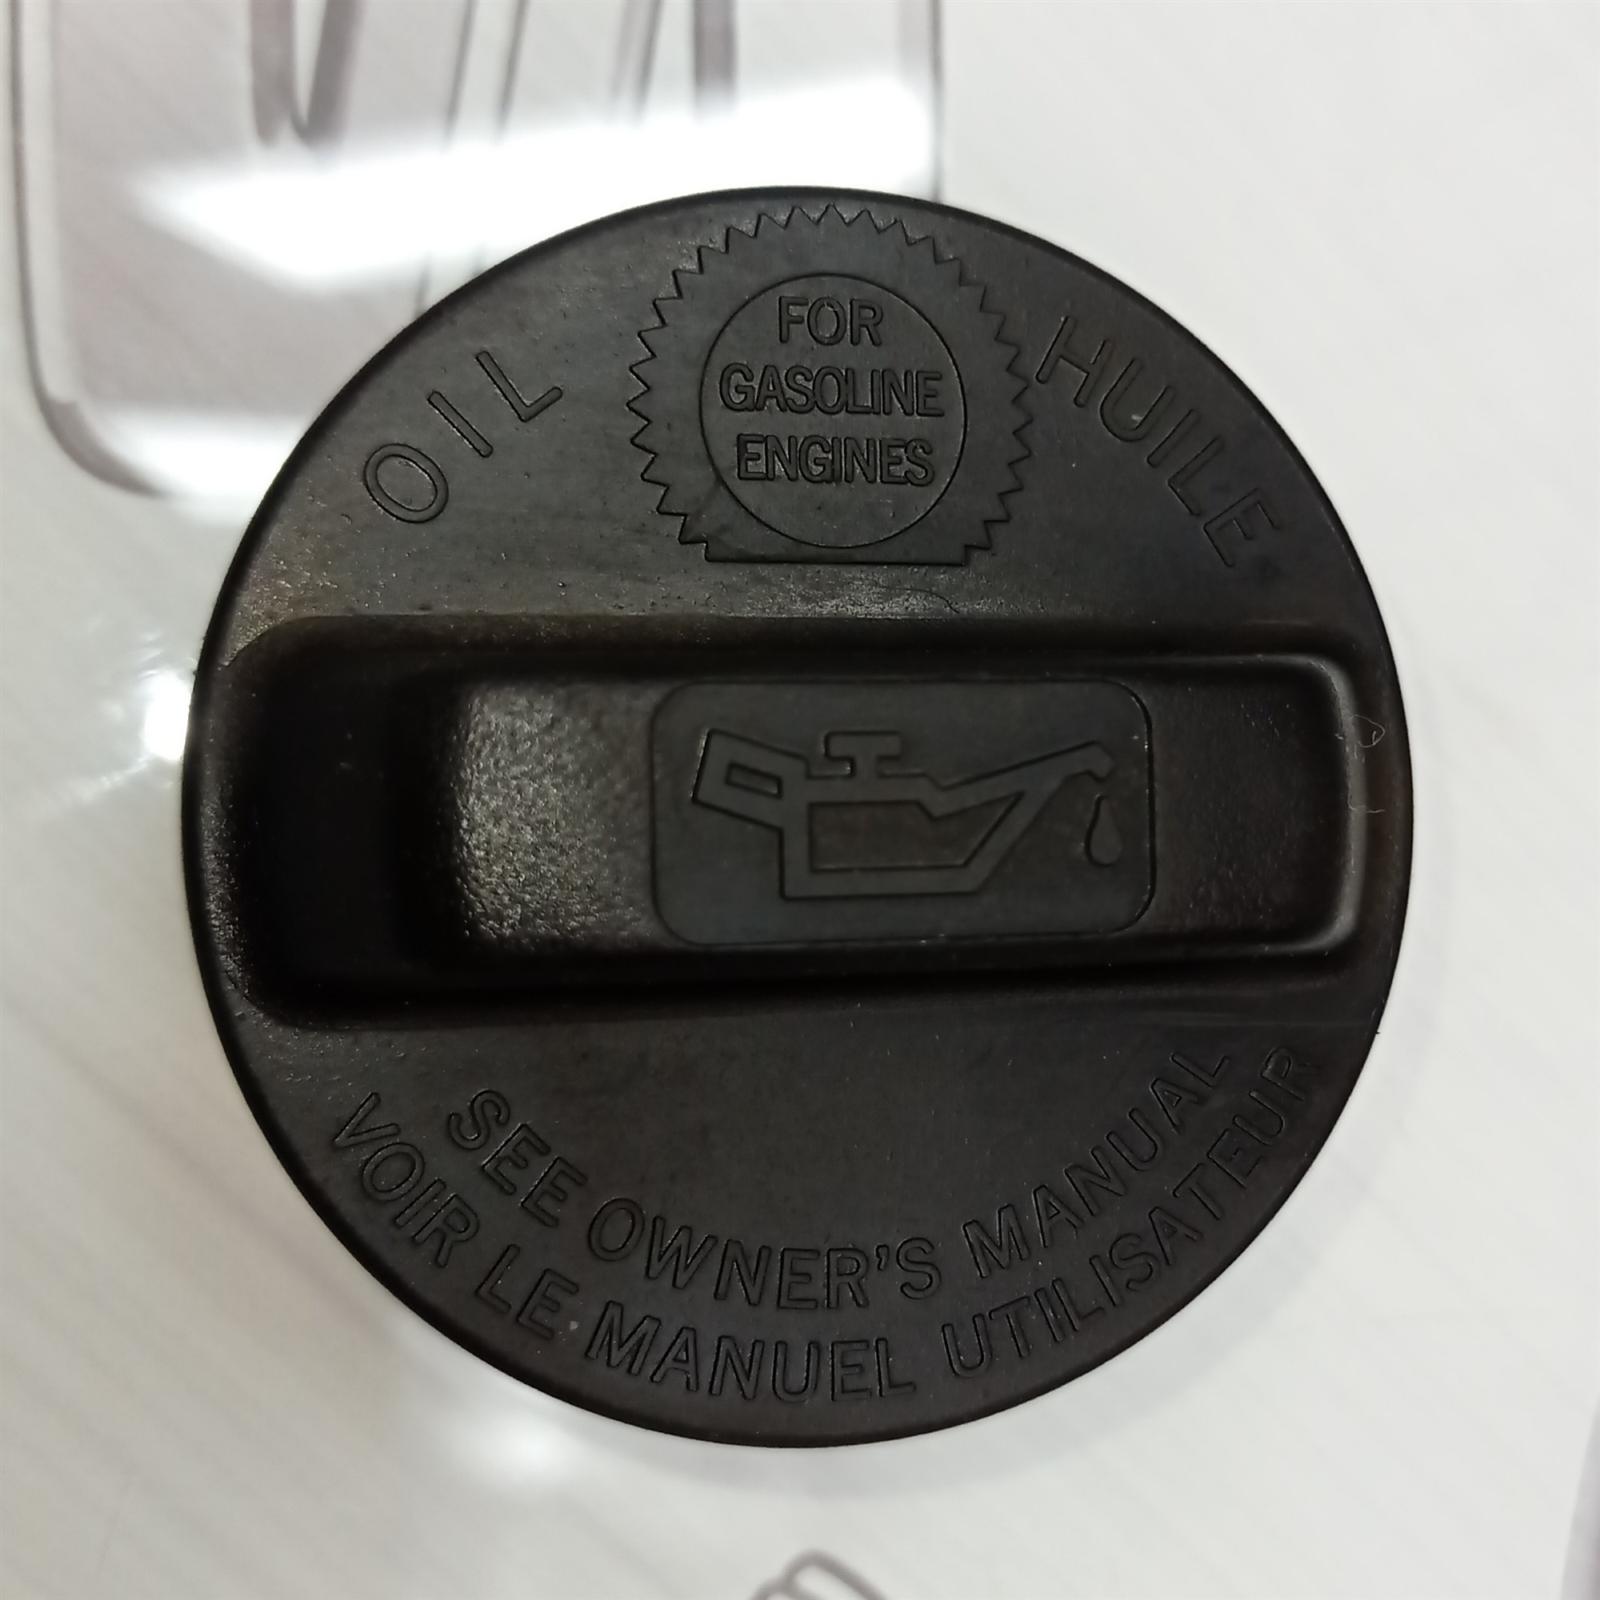 OIL
FOR
GASOLINE
ENGINES
HUILE
SEE OWNER'S MANUAL
VOIR LE MANUEL UTILISATEUR